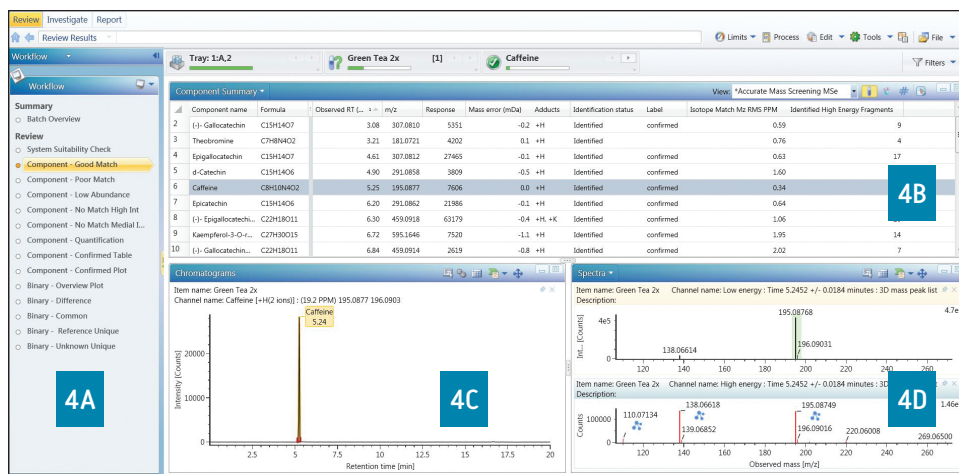 Review Investigate Report
Review Results
Limits Process Edit Tools File
Workflow
Tray: 1:A,2 Green Tea 2x [1] Caffeine
Filters
Workflow
Summary
Batch Overview
Review
System Suitability Check
Component - Good Match
Component - Poor Match
Component - Low Abundance
Component - No Match High Int
Component - No Match Medial I...
Component - Quantification
Component - Confirmed Table
Component - Confirmed Plot
Binary - Overview Plot
Binary - Difference
Binary - Common
Binary - Reference Unique
Binary - Unknown Unique
4A
Component Summary View: *Accurate Mass Screening MSe
Component name Formula Observed RT (... m/z Response Mass error (mDa) Adducts Identification status Label Isotope Match Mz RMS PPM Identified High Energy Fragments
2 (-)- Gallocatechin C15H14O7 3.08 307.0810 5351 -0.2 +H Identified confirmed 0.59 9
3 Theobromine C7H8N4O2 3.21 181.0721 4202 0.1 +H Identified 0.76 4
4 Epigallocatechin C15H14O7 4.61 307.0812 27465 -0.1 +H Identified confirmed 0.63 17
5 d-Catechin C15H14O6 4.90 291.0858 3809 -0.5 +H Identified confirmed 1.60
6 Caffeine C8H10N4O2 5.25 195.0877 7606 0.0 +H Identified confirmed 0.34
7 Epicatechin C15H14O6 6.20 291.0862 21986 -0.1 +H Identified confirmed 0.64
8 (-)- Epigallocatechi... C22H18O11 6.30 459.0918 63179 -0.4 +H, +K Identified confirmed 1.06
9 Kaempferol-3-O-r... C27H30O15 6.72 595.1646 7520 -1.1 +H Identified confirmed 1.95 14
10 (-)- Gallocatechin... C22H18O11 6.84 459.0914 2619 -0.8 +H Identified confirmed 2.02 7
4B
Chromatograms
Item name: Green Tea 2x
Channel name: Caffeine [+H(2 ions)] : (19.2 PPM) 195.0877 196.0903
Caffeine
5.24
Intensity [Counts]
20000
10000
0
2.5 5 7.5 10 12.5 15 17.5 20
Retention time [min]
4C
Spectra
Item name: Green Tea 2x Channel name: Low energy : Time 5.2452 +/- 0.0184 minutes : 3D mass peak list
Description: 4.7e
195.08768
4e5
Int... [Counts]
138.06614 196.09031
0
120 140 160 180 200 220 240 260
Item name: Green Tea 2x Channel name: High energy : Time 5.2452 +/- 0.0184 minutes : 3D
Description: 1.46e
138.06618 195.08749
110.07134
100000
Counts
139.06852 196.09016 220.06008 269.06500
0
120 140 160 180 200 220 240 260
Observed mass [m/z]
4D